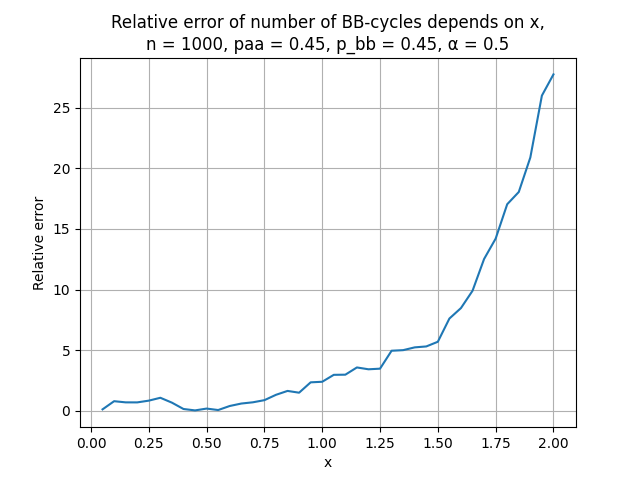 Relative error of number of BB-cycles depends on x,
n = 1000, paa = 0.45, p_bb = 0.45, α = 0.5
Relative error
25
20
15
10
5
0
0.00 0.25 0.50 0.75 1.00 1.25 1.50 1.75 2.00
x